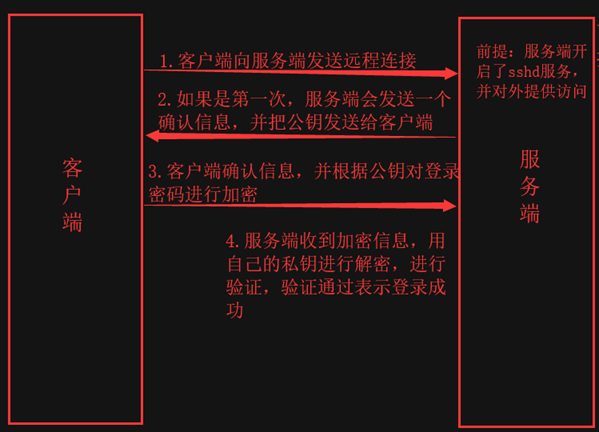 1.客户端向服务端发送远程连接
前提：服务端开
启了sshd服务，
并对外提供访问
2.如果是第一次，服务端会发送一个
确认信息，并把公钥发送给客户端
客
户
端
服
务
端
3.客户端确认信息，并根据公钥对登录
密码进行加密
4.服务端收到加密信息，用
自己的私钥进行解密，进行
验证，验证通过表示登录成
功